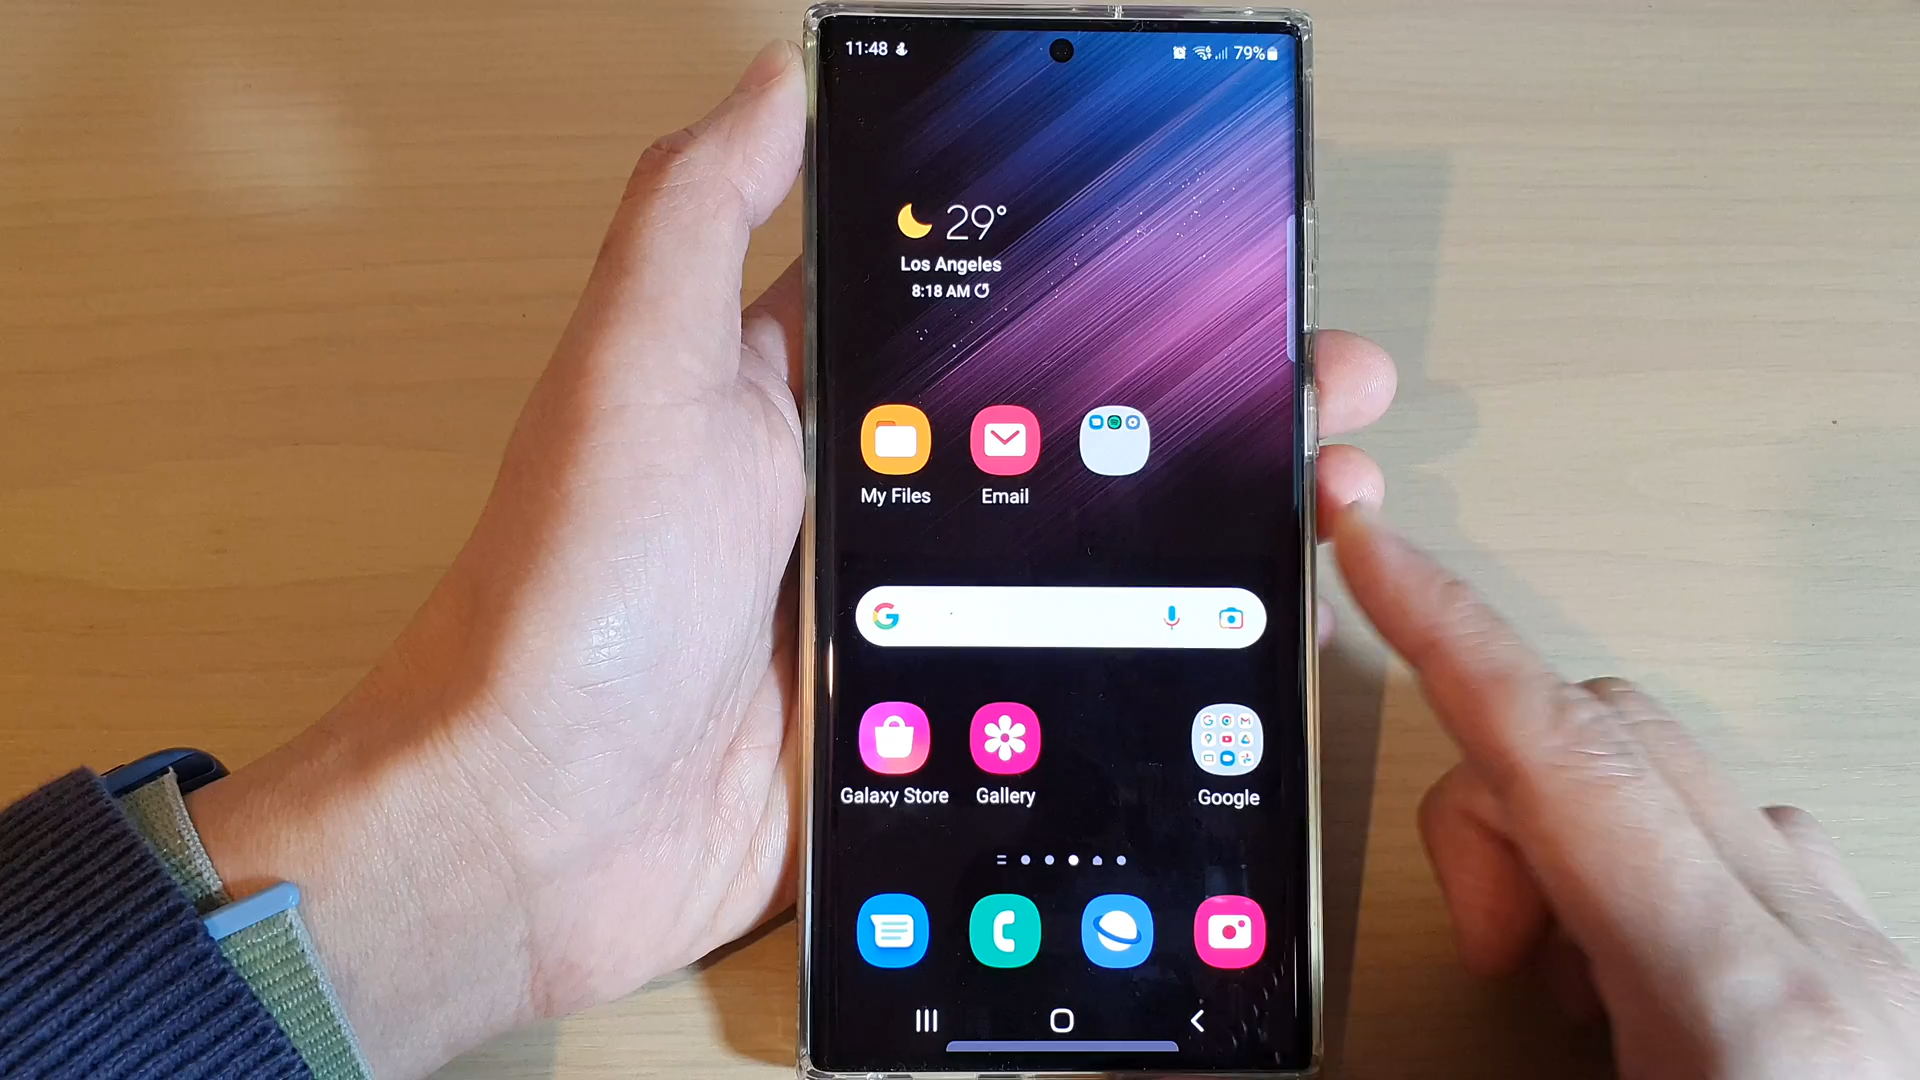 11:48 79%
29°
Los Angeles
8:18 AM
My Files Email
G
Galaxy Store Gallery Google